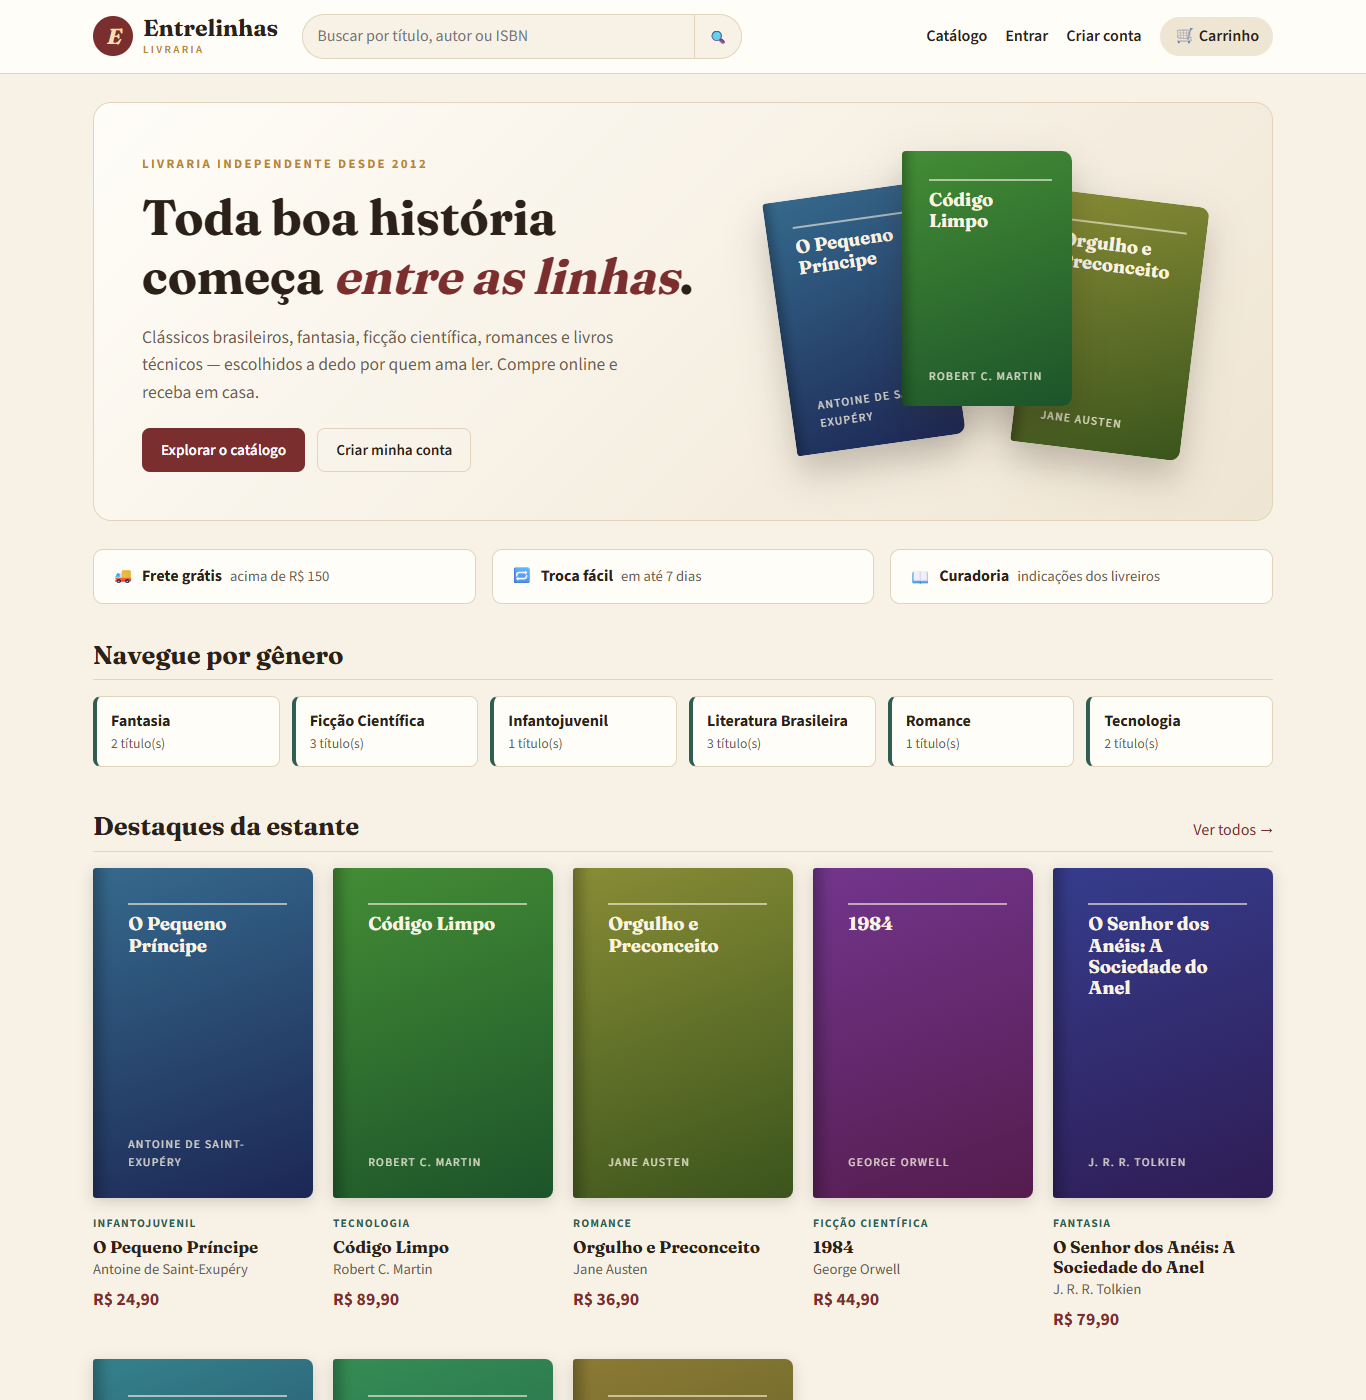 E
Entrelinhas
LIVRARIA
Buscar por título, autor ou ISBN
Catálogo
Entrar
Criar conta
Carrinho
LIVRARIA INDEPENDENTE DESDE 2012
Toda boa história
começa entre as linhas.
Clássicos brasileiros, fantasia, ficção científica, romances e livros
técnicos — escolhidos a dedo por quem ama ler. Compre online e
receba em casa.
Explorar o catálogo
Criar minha conta
O Pequeno
Príncipe
ANTOINE DE S
EXUPÉRY
Código
Limpo
ROBERT C. MARTIN
Orgulho e
Preconceito
JANE AUSTEN
Frete grátis acima de R$ 150
Troca fácil em até 7 dias
Curadoria indicações dos livreiros
Navegue por gênero
Fantasia
2 título(s)
Ficção Científica
3 título(s)
Infantojuvenil
1 título(s)
Literatura Brasileira
3 título(s)
Romance
1 título(s)
Tecnologia
2 título(s)
Destaques da estante
Ver todos →
O Pequeno
Príncipe
ANTOINE DE SAINT-
EXUPÉRY
INFANTOJUVENIL
O Pequeno Príncipe
Antoine de Saint-Exupéry
R$ 24,90
Código Limpo
ROBERT C. MARTIN
TECNOLOGIA
Código Limpo
Robert C. Martin
R$ 89,90
Orgulho e
Preconceito
JANE AUSTEN
ROMANCE
Orgulho e Preconceito
Jane Austen
R$ 36,90
1984
GEORGE ORWELL
FICÇÃO CIENTÍFICA
1984
George Orwell
R$ 44,90
O Senhor dos
Anéis: A
Sociedade do
Anel
J. R. R. TOLKIEN
FANTASIA
O Senhor dos Anéis: A
Sociedade do Anel
J. R. R. Tolkien
R$ 79,90